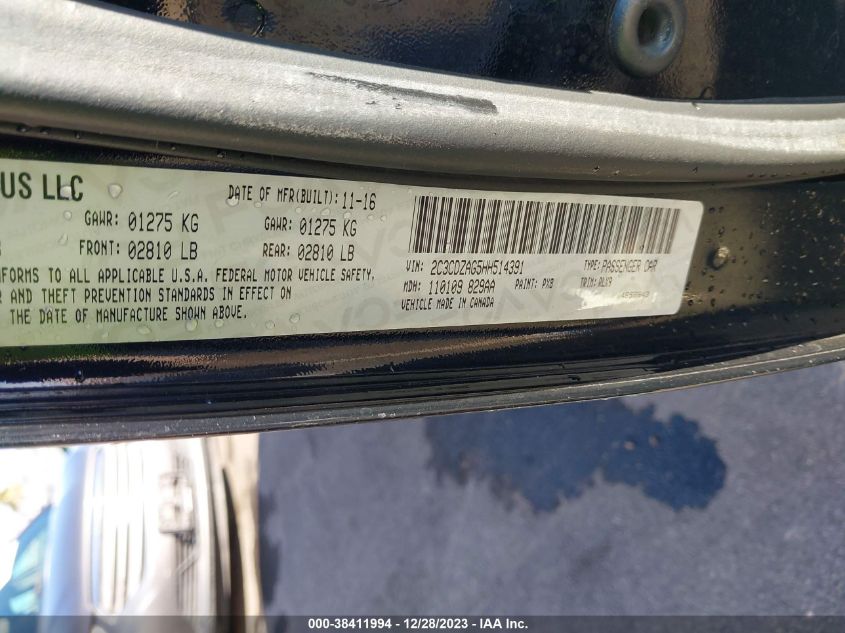 US LLC
DATE OF MFR(BUILT): 11-16
GAWR: 01275 KG
GAWR: 01275 KG
FRONT: 02810 LB
REAR: 02810 LB
TO ALL APPLICABLE U.S.A. FEDERAL MOTOR VEHICLE SAFETY,
AND THEFT PREVENTION STANDARDS IN EFFECT ON
THE DATE OF MANUFACTURE SHOWN ABOVE.
VIN: 2C3CDZAG5HH514391
TYPE: PASSENGER CAR
MDH: 110109 829AA
PAINT: PX8
TRIM: RLX9
VEHICLE MADE IN CANADA
000-38411994 * 12/28/2023 - IAA Inc.